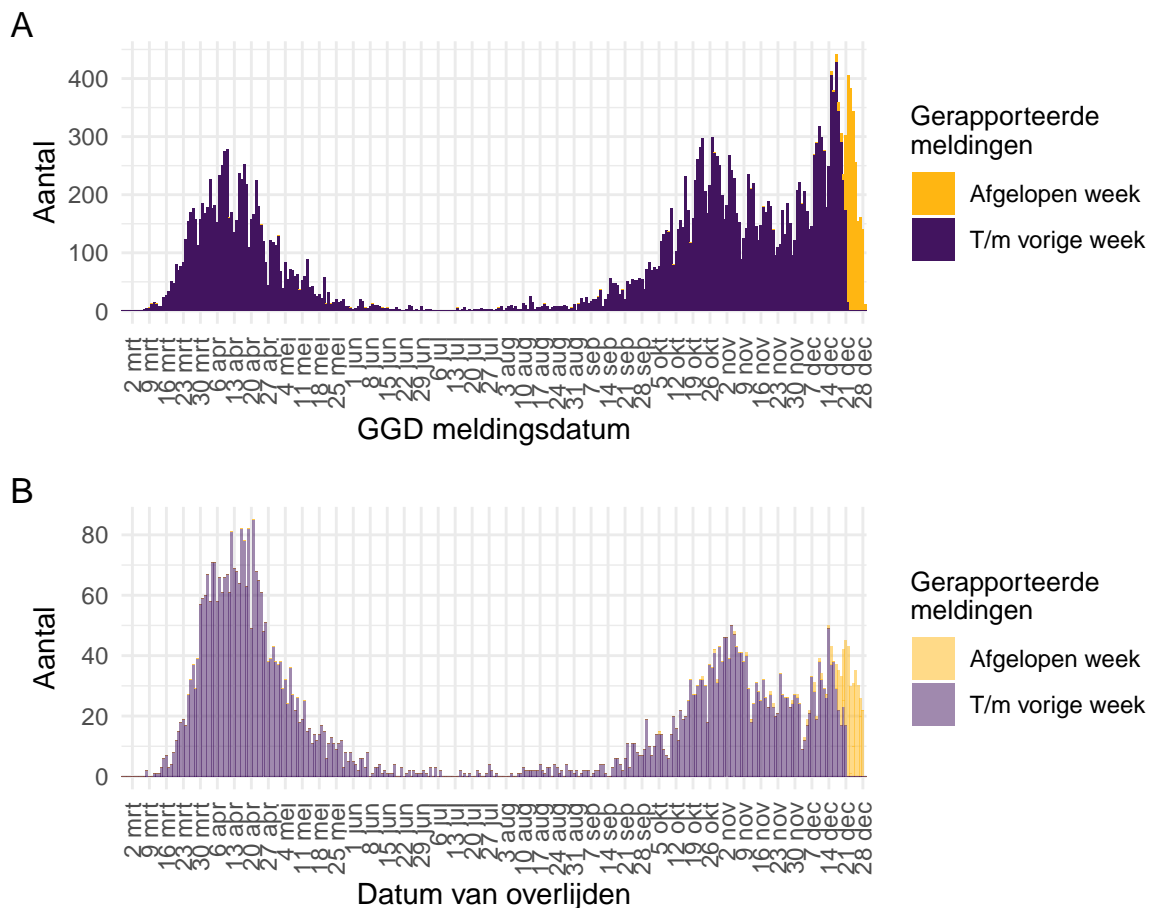 A
400
300
200
100
0
Aantal
2 mrt
9 mrt
16 mrt
23 mrt
30 mrt
6 apr
13 apr
20 apr
27 apr
4 mei
11 mei
18 mei
25 mei
1 jun
8 jun
15 jun
22 jun
29 jun
6 jul
13 jul
20 jul
27 jul
3 aug
10 aug
17 aug
24 aug
31 aug
7 sep
14 sep
21 sep
28 sep
5 okt
12 okt
19 okt
26 okt
2 nov
9 nov
16 nov
23 nov
30 nov
7 dec
14 dec
21 dec
28 dec
GGD meldingsdatum
Gerapporteerde
meldingen
Afgelopen week
T/m vorige week
B
80
60
40
20
0
Aantal
2 mrt
9 mrt
16 mrt
23 mrt
30 mrt
6 apr
13 apr
20 apr
27 apr
4 mei
11 mei
18 mei
25 mei
1 jun
8 jun
15 jun
22 jun
29 jun
6 jul
13 jul
20 jul
27 jul
3 aug
10 aug
17 aug
24 aug
31 aug
7 sep
14 sep
21 sep
28 sep
5 okt
12 okt
19 okt
26 okt
2 nov
9 nov
16 nov
23 nov
30 nov
7 dec
14 dec
21 dec
28 dec
Datum van overlijden
Gerapporteerde
meldingen
Afgelopen week
T/m vorige week